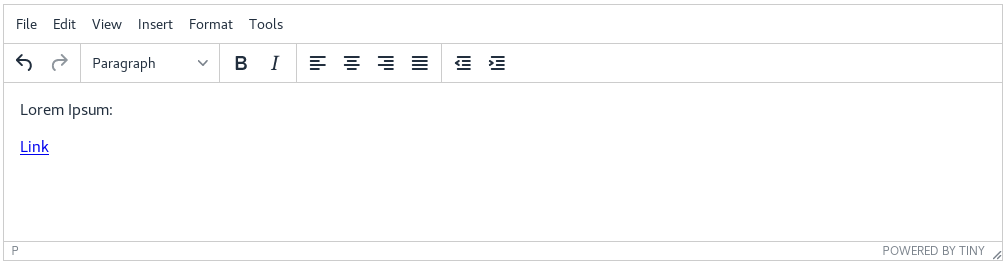 File Edit View Insert Format Tools
Paragraph B I
Lorem Ipsum:
Link
P POWERED BY TINY